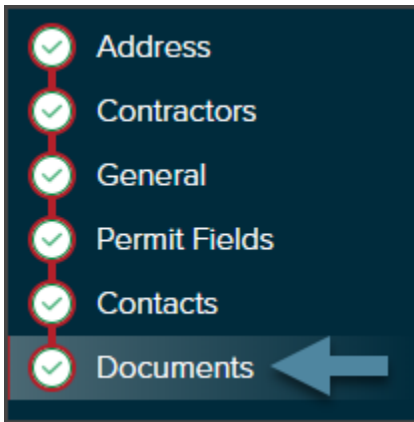 Address
Contractors
General
Permit Fields
Contacts
Documents